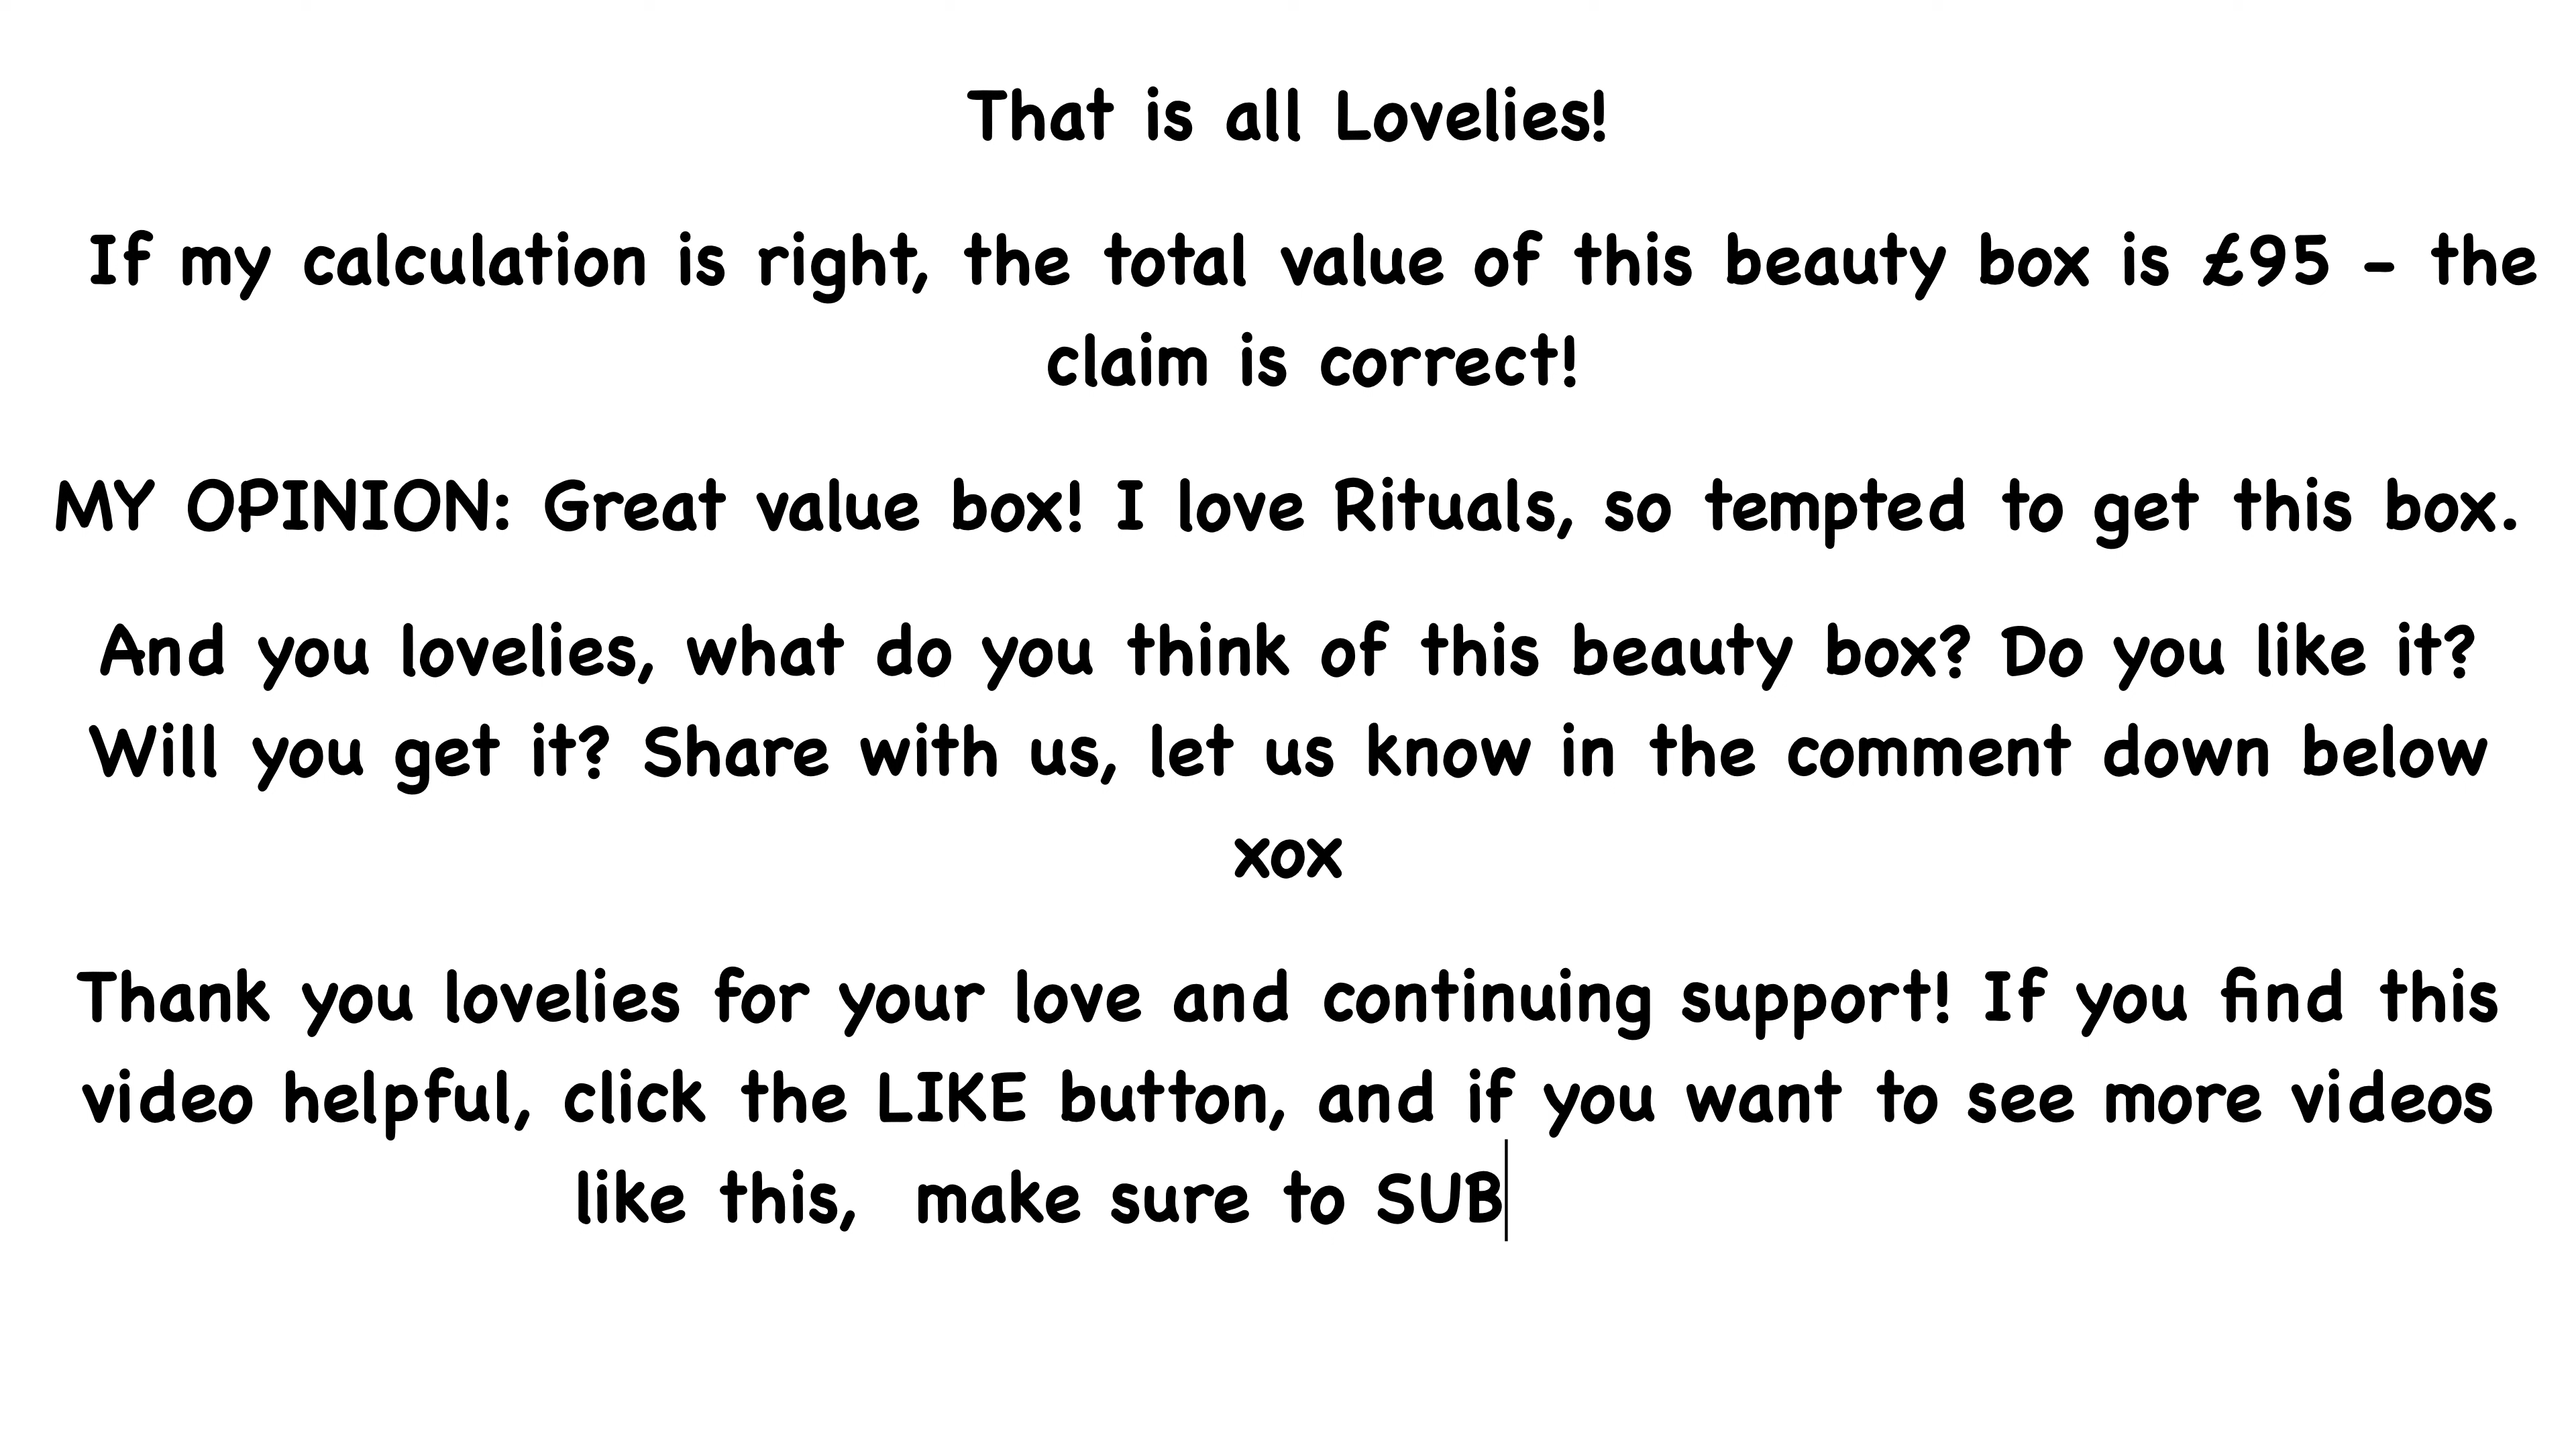 That is all Lovelies!
If my calculation is right, the total value of this beauty box is £95 - the
claim is correct!
MY OPINION: Great value box! I love Rituals, so tempted to get this box.
And you lovelies, what do you think of this beauty box? Do you like it?
Will you get it? Share with us, let us know in the comment down below
xox
Thank you lovelies for your love and continuing support! If you find this
video helpful, click the LIKE button, and if you want to see more videos
like this,  make sure to SUB